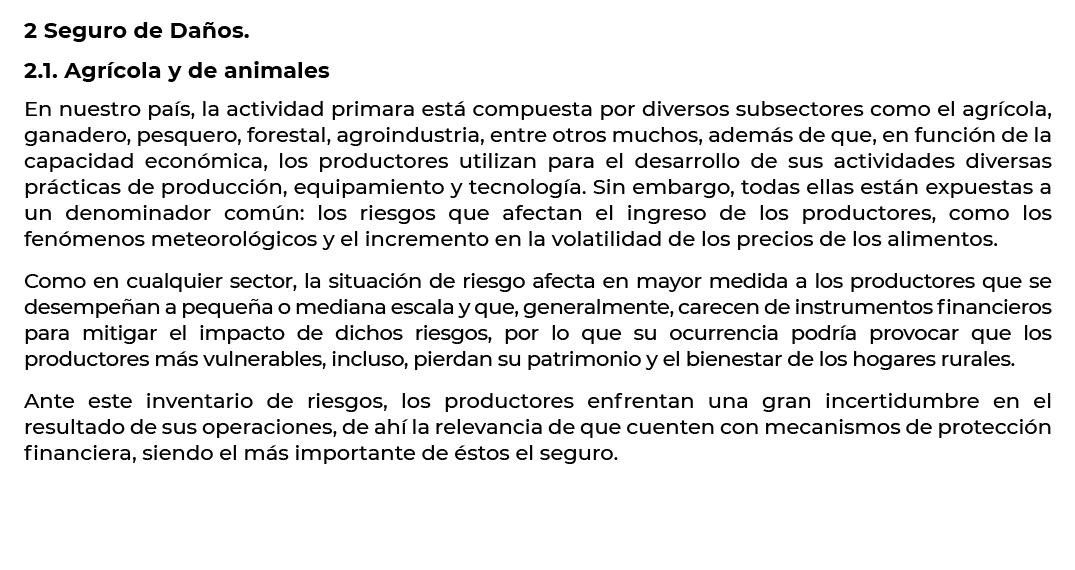 2 Seguro de Daños.
2.1. Agrícola y de animales
En nuestro país, la actividad primara está compuesta por diversos subsectores como el agrícola,
ganadero, pesquero, forestal, agroindustria, entre otros muchos, además de que, en función de la
capacidad económica, los productores utilizan para el desarrollo de sus actividades diversas
prácticas de producción, equipamiento y tecnología. Sin embargo, todas ellas están expuestas a
un denominador común: los riesgos que afectan el ingreso de los productores, como los
fenómenos meteorológicos y el incremento en la volatilidad de los precios de los alimentos.
Como en cualquier sector, la situación de riesgo afecta en mayor medida a los productores que se
desempeñan a pequeña o mediana escala y que, generalmente, carecen de instrumentos financieros
para mitigar el impacto de dichos riesgos, por lo que su ocurrencia podría provocar que los
productores más vulnerables, incluso, pierdan su patrimonio y el bienestar de los hogares rurales.
Ante este inventario de riesgos, los productores enfrentan una gran incertidumbre en el
resultado de sus operaciones, de ahí la relevancia de que cuenten con mecanismos de protección
financiera, siendo el más importante de éstos el seguro.